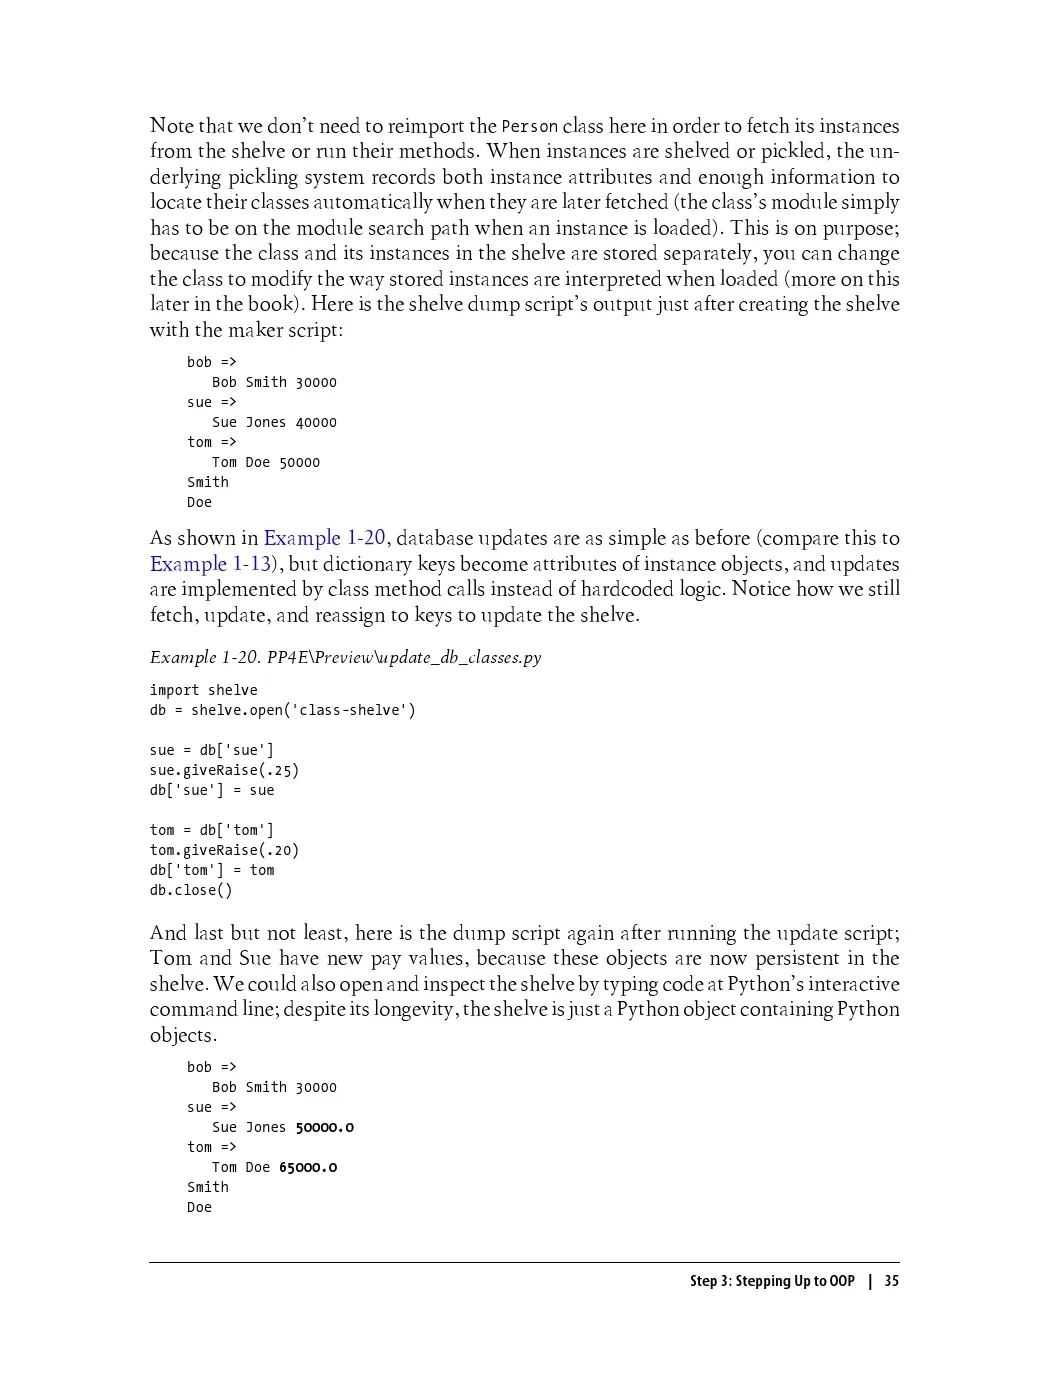 Note that we don’t need to reimport the Person class here in order to fetch its instances
from the shelve or run their methods. When instances are shelved or pickled, the un-
derlying pickling system records both instance attributes and enough information to
locate their classes automatically when they are later fetched (the class’s module simply
has to be on the module search path when an instance is loaded). This is on purpose;
because the class and its instances in the shelve are stored separately, you can change
the class to modify the way stored instances are interpreted when loaded (more on this
later in the book). Here is the shelve dump script’s output just after creating the shelve
with the maker script:
bob =>
   Bob Smith 30000
sue =>
   Sue Jones 40000
tom =>
   Tom Doe 50000
Smith
Doe
As shown in Example 1-20, database updates are as simple as before (compare this to
Example 1-13), but dictionary keys become attributes of instance objects, and updates
are implemented by class method calls instead of hardcoded logic. Notice how we still
fetch, update, and reassign to keys to update the shelve.
Example 1-20. PP4E\Preview\update_db_classes.py
import shelve
db = shelve.open('class-shelve')
sue = db['sue']
sue.giveRaise(.25)
db['sue'] = sue
tom = db['tom']
tom.giveRaise(.20)
db['tom'] = tom
db.close()
And last but not least, here is the dump script again after running the update script;
Tom and Sue have new pay values, because these objects are now persistent in the
shelve. We could also open and inspect the shelve by typing code at Python’s interactive
command line; despite its longevity, the shelve is just a Python object containing Python
objects.
bob =>
   Bob Smith 30000
sue =>
   Sue Jones 50000.0
tom =>
   Tom Doe 65000.0
Smith
Doe
Step 3: Stepping Up to OOP | 35